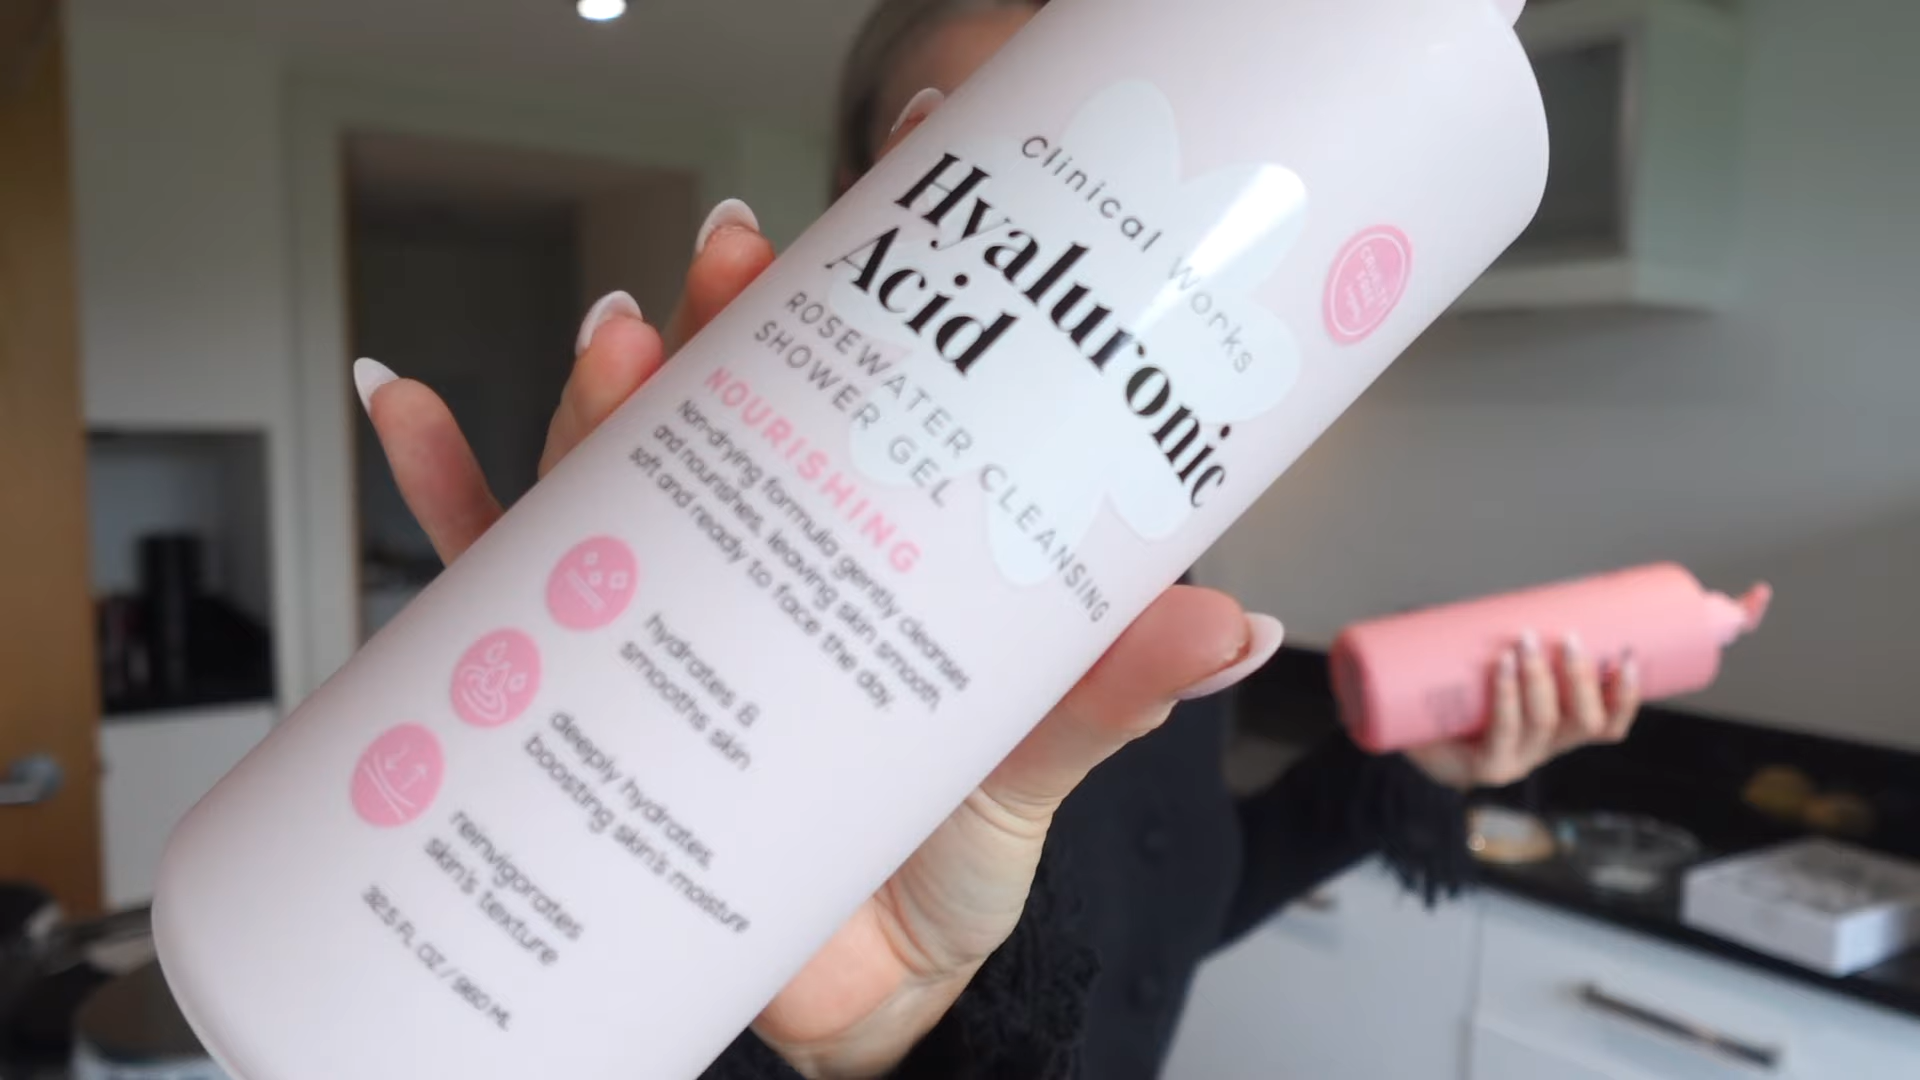 Clinical Works
Hyaluronic
Acid
ROSEWATER CLEANSING
SHOWER GEL
NOURISHING
Non-drying formula gently cleanses
and nourishes, leaving skin smooth,
soft and ready to face the day.
hydrates &
smooths skin
deeply hydrates,
boosting skin's moisture
reinvigorates
skin's texture
32.5 FL OZ / 960 ML
CRUELTY
FREE